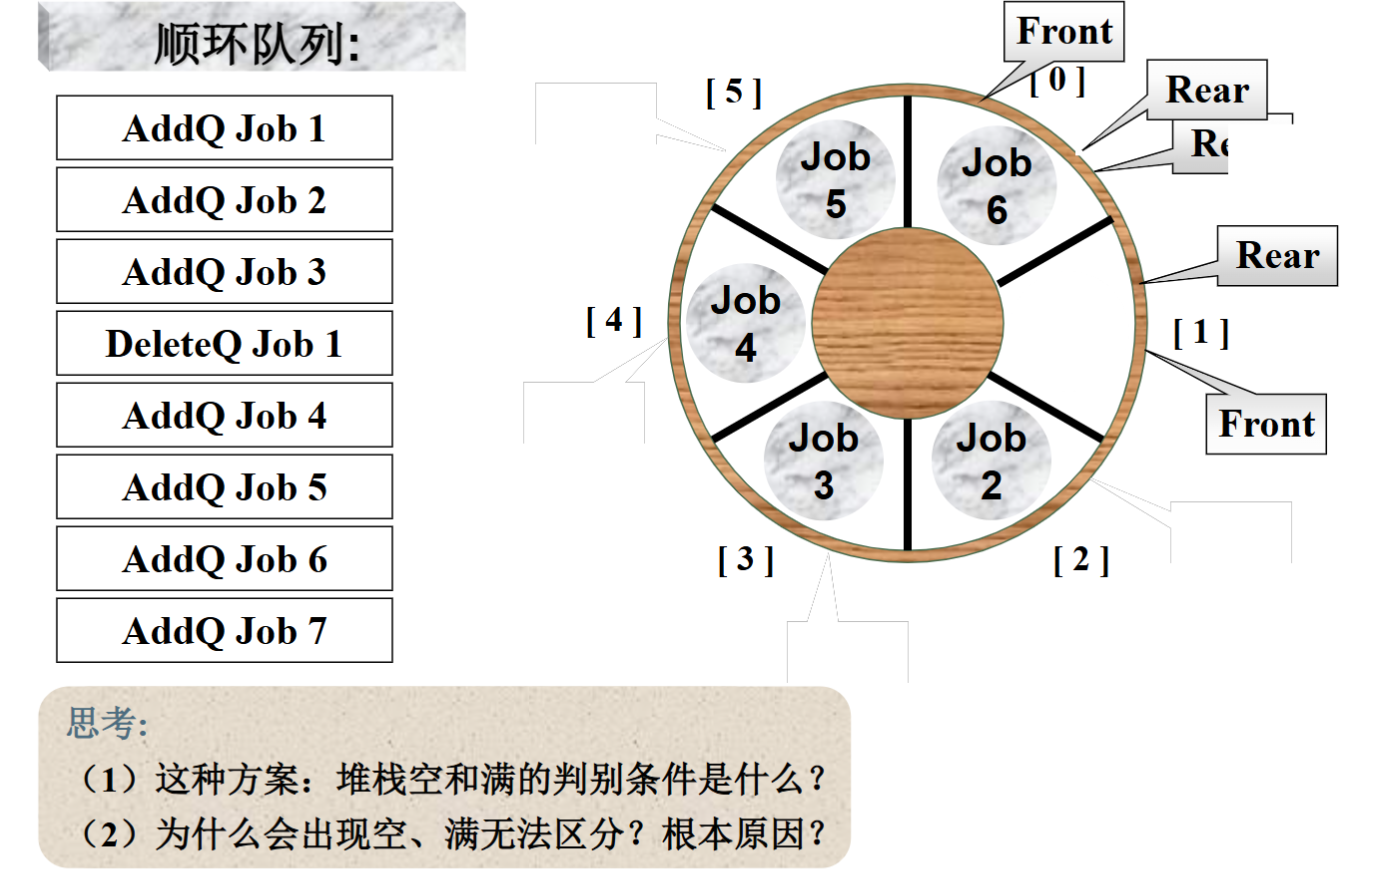 顺环队列:
AddQ Job 1
AddQ Job 2
AddQ Job 3
DeleteQ Job 1
AddQ Job 4
AddQ Job 5
AddQ Job 6
AddQ Job 7
Front
[ 0 ]
Rear
Re
Rear
[ 1 ]
Front
[ 2 ]
[ 3 ]
[ 4 ]
[ 5 ]
Job
5
Job
6
Job
4
Job
3
Job
2
思考:
（1）这种方案：堆栈空和满的判别条件是什么？
（2）为什么会出现空、满无法区分？根本原因？